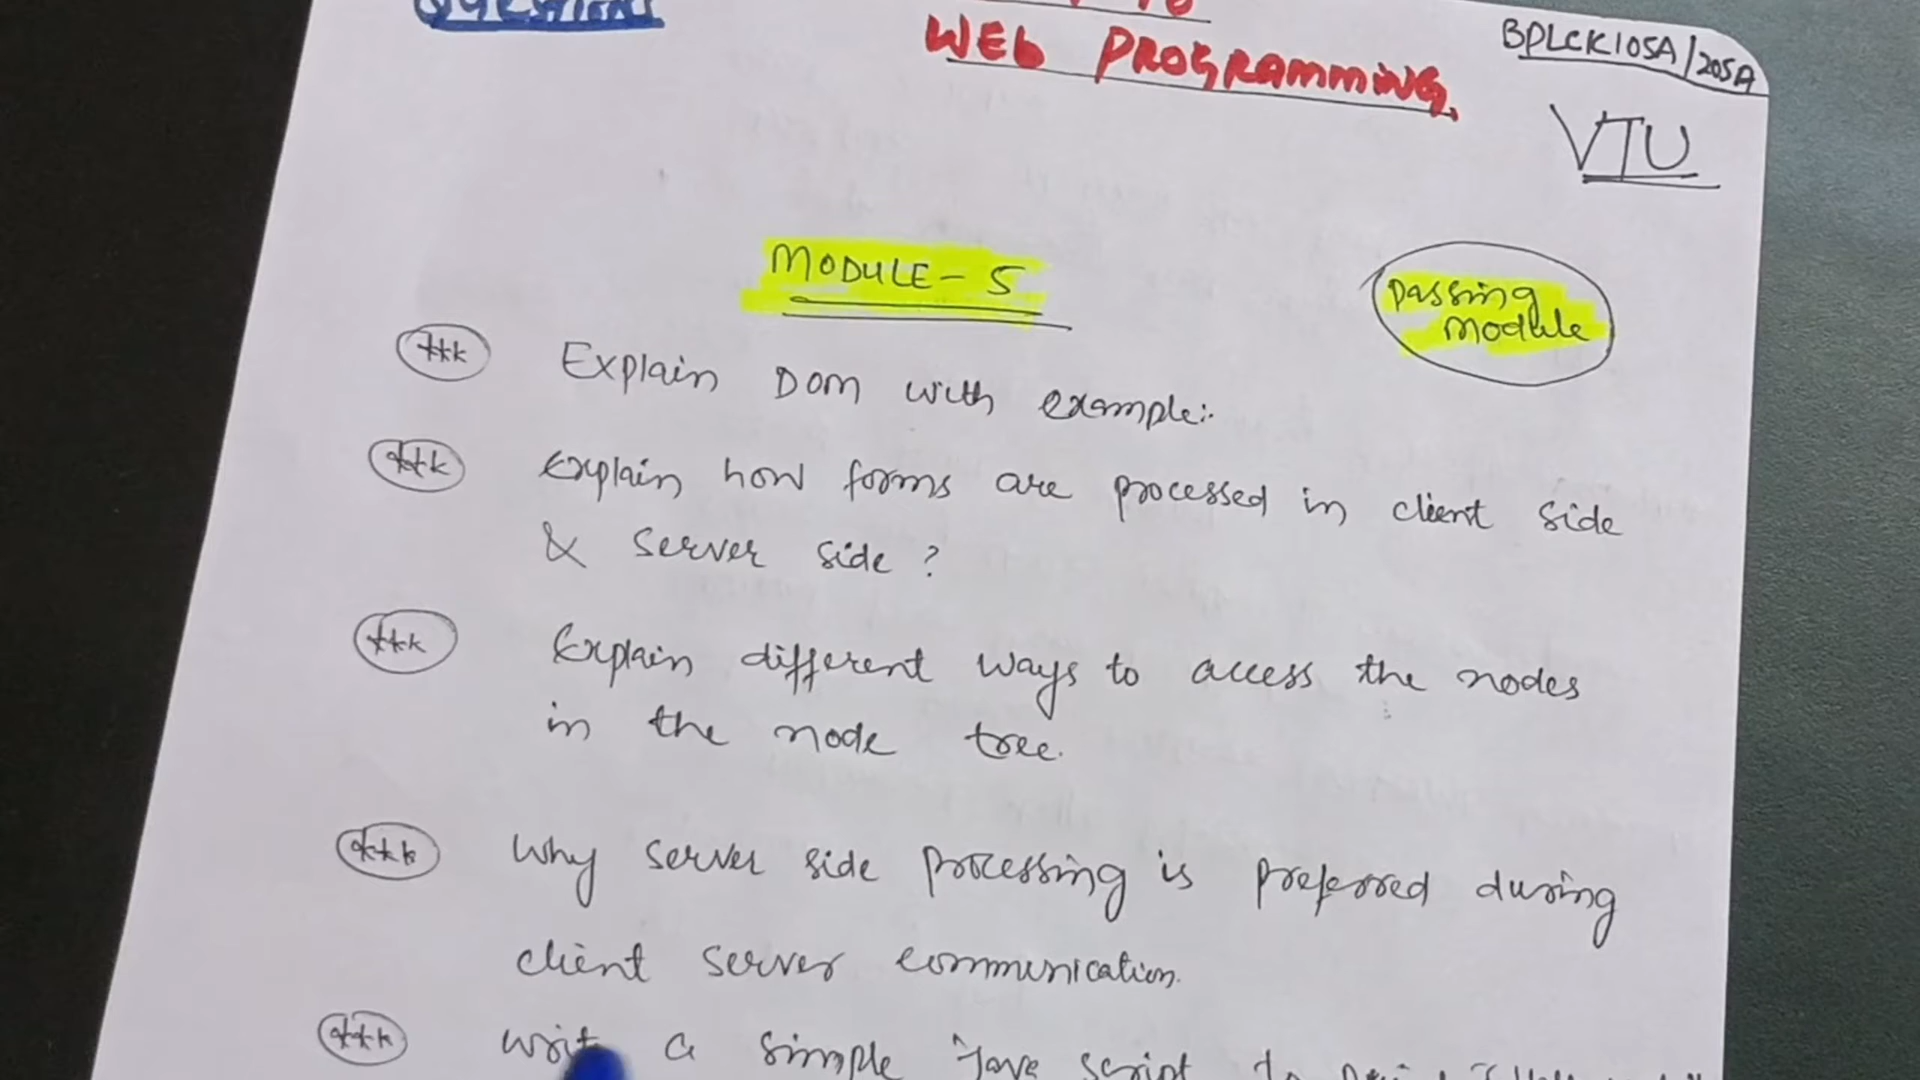 WEB PROGRAMMING.
BPLCK105A/205A
VTU
MODULE - 5
Passing
module
*** Explain DOM with example:.
*** Explain how forms are processed in client side
& server side ?
*** Explain different ways to access the nodes
in the node tree.
*** Why server side processing is preferred during
client server communication.
*** Write a simple Java script to